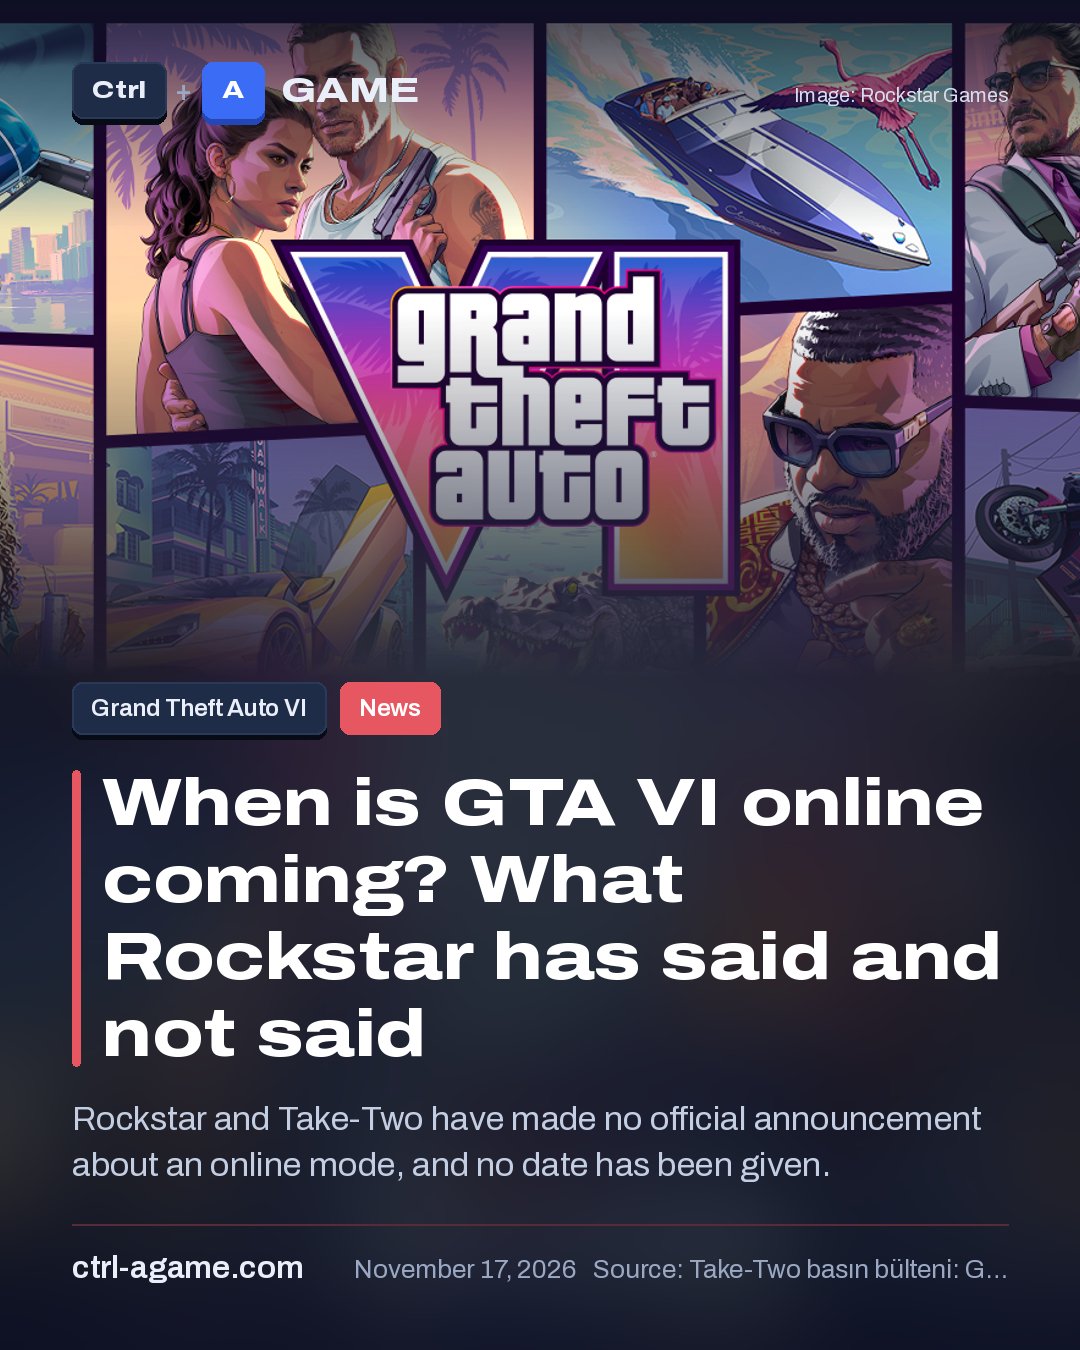 Ctrl + A GAME
Image: Rockstar Games
grand
theft
auto
VI
Grand Theft Auto VI
News
When is GTA VI online
coming? What
Rockstar has said and
not said
Rockstar and Take-Two have made no official announcement
about an online mode, and no date has been given.
ctrl-agame.com
November 17, 2026 Source: Take-Two basın bülteni: G...